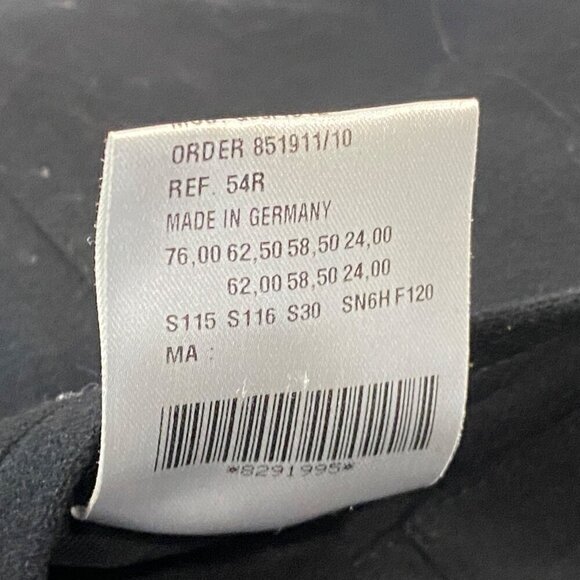 ORDER 851911/10
REF. 54R
MADE IN GERMANY
76,00 62,50 58,50 24,00
62,00 58,50 24,00
S115 S116 S30 SN6H F120
MA :
*8291995*